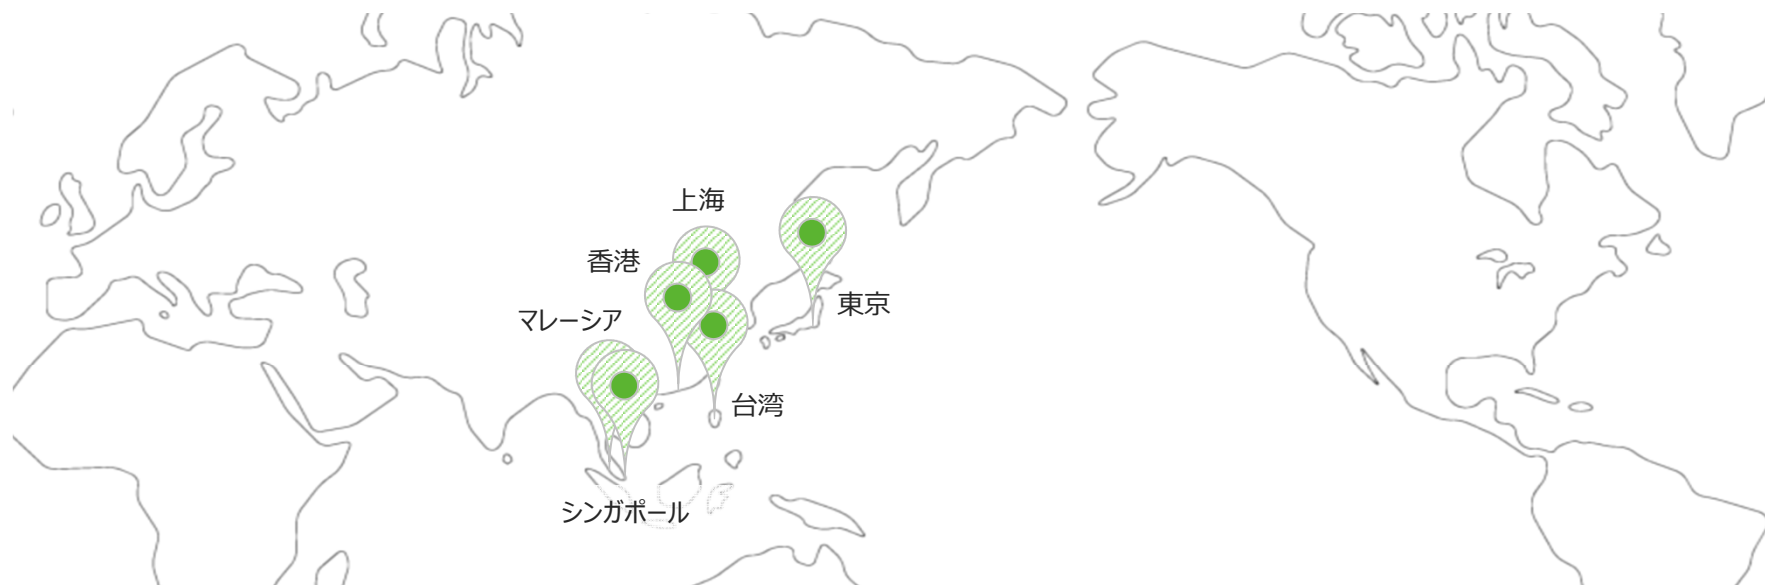 上海
香港
マレーシア
東京
台湾
シンガポール